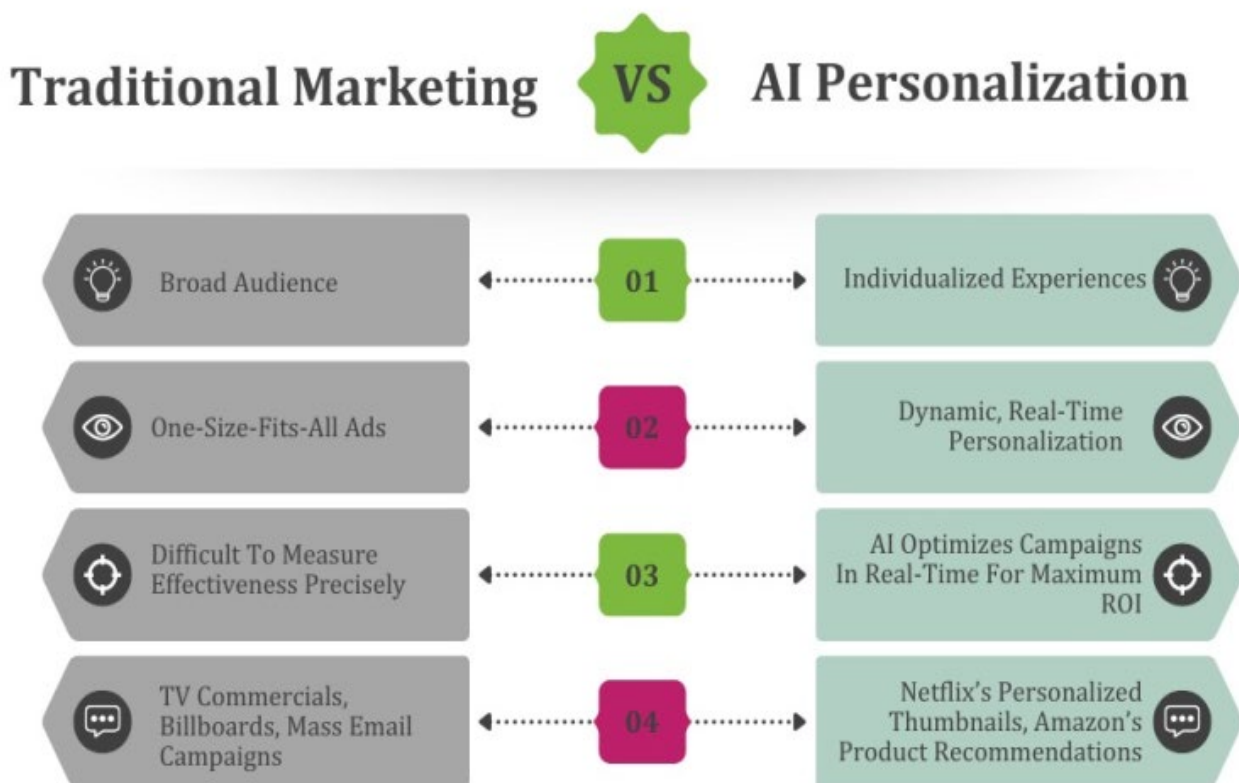 Traditional Marketing
VS
AI Personalization
Broad Audience
01
Individualized Experiences
One-Size-Fits-All Ads
02
Dynamic, Real-Time
Personalization
Difficult To Measure
Effectiveness Precisely
03
AI Optimizes Campaigns
In Real-Time For Maximum
ROI
TV Commercials,
Billboards, Mass Email
Campaigns
04
Netflix's Personalized
Thumbnails, Amazon's
Product Recommendations